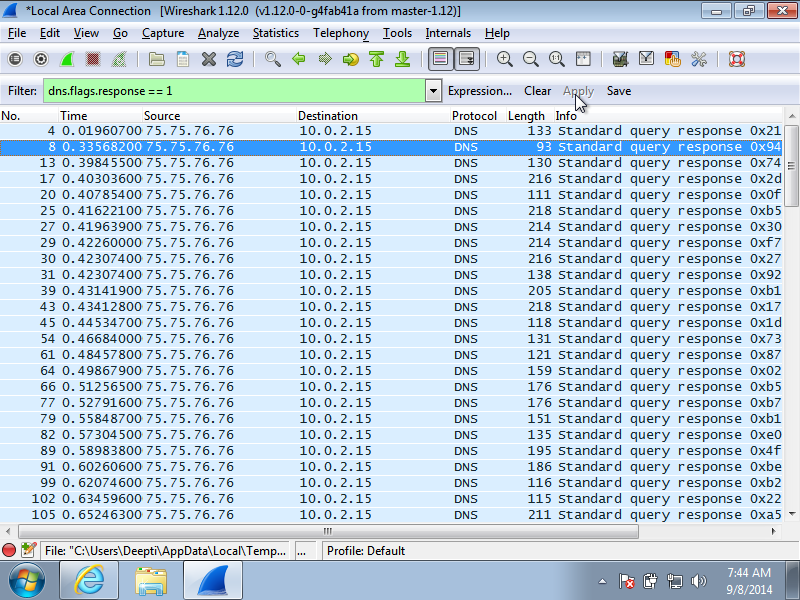 *Local Area Connection [Wireshark 1.12.0 (v1.12.0-0-g4fab41a from master-1.12)]
File Edit View Go Capture Analyze Statistics Telephony Tools Internals Help
Filter: dns.flags.response == 1 Expression... Clear Apply Save
No. Time Source Destination Protocol Length Info
4 0.01960700 75.75.76.76 10.0.2.15 DNS 133 Standard query response 0x21
8 0.33568200 75.75.76.76 10.0.2.15 DNS 93 Standard query response 0x94
13 0.39845500 75.75.76.76 10.0.2.15 DNS 130 Standard query response 0x74
17 0.40303600 75.75.76.76 10.0.2.15 DNS 216 Standard query response 0x2d
20 0.40785400 75.75.76.76 10.0.2.15 DNS 111 Standard query response 0x0f
25 0.41622100 75.75.76.76 10.0.2.15 DNS 218 Standard query response 0xb5
27 0.41963900 75.75.76.76 10.0.2.15 DNS 214 Standard query response 0x30
29 0.42260000 75.75.76.76 10.0.2.15 DNS 214 Standard query response 0xf7
30 0.42307400 75.75.76.76 10.0.2.15 DNS 216 Standard query response 0x27
31 0.42307400 75.75.76.76 10.0.2.15 DNS 138 Standard query response 0x92
39 0.43141900 75.75.76.76 10.0.2.15 DNS 205 Standard query response 0xb1
43 0.43412800 75.75.76.76 10.0.2.15 DNS 218 Standard query response 0x17
45 0.44534700 75.75.76.76 10.0.2.15 DNS 118 Standard query response 0x1d
54 0.46684000 75.75.76.76 10.0.2.15 DNS 131 Standard query response 0x73
61 0.48457800 75.75.76.76 10.0.2.15 DNS 121 Standard query response 0x87
64 0.49867900 75.75.76.76 10.0.2.15 DNS 159 Standard query response 0x02
66 0.51256500 75.75.76.76 10.0.2.15 DNS 176 Standard query response 0xb5
77 0.52791600 75.75.76.76 10.0.2.15 DNS 176 Standard query response 0xb7
79 0.55848700 75.75.76.76 10.0.2.15 DNS 151 Standard query response 0xb1
82 0.57304500 75.75.76.76 10.0.2.15 DNS 135 Standard query response 0xe0
89 0.58983800 75.75.76.76 10.0.2.15 DNS 195 Standard query response 0x4f
91 0.60260600 75.75.76.76 10.0.2.15 DNS 186 Standard query response 0xbe
99 0.62074600 75.75.76.76 10.0.2.15 DNS 116 Standard query response 0xb2
102 0.63459600 75.75.76.76 10.0.2.15 DNS 115 Standard query response 0x22
105 0.65246300 75.75.76.76 10.0.2.15 DNS 211 Standard query response 0xa5
File: "C:\Users\Deepti\AppData\Local\Temp... ... Profile: Default
7:44 AM
9/8/2014